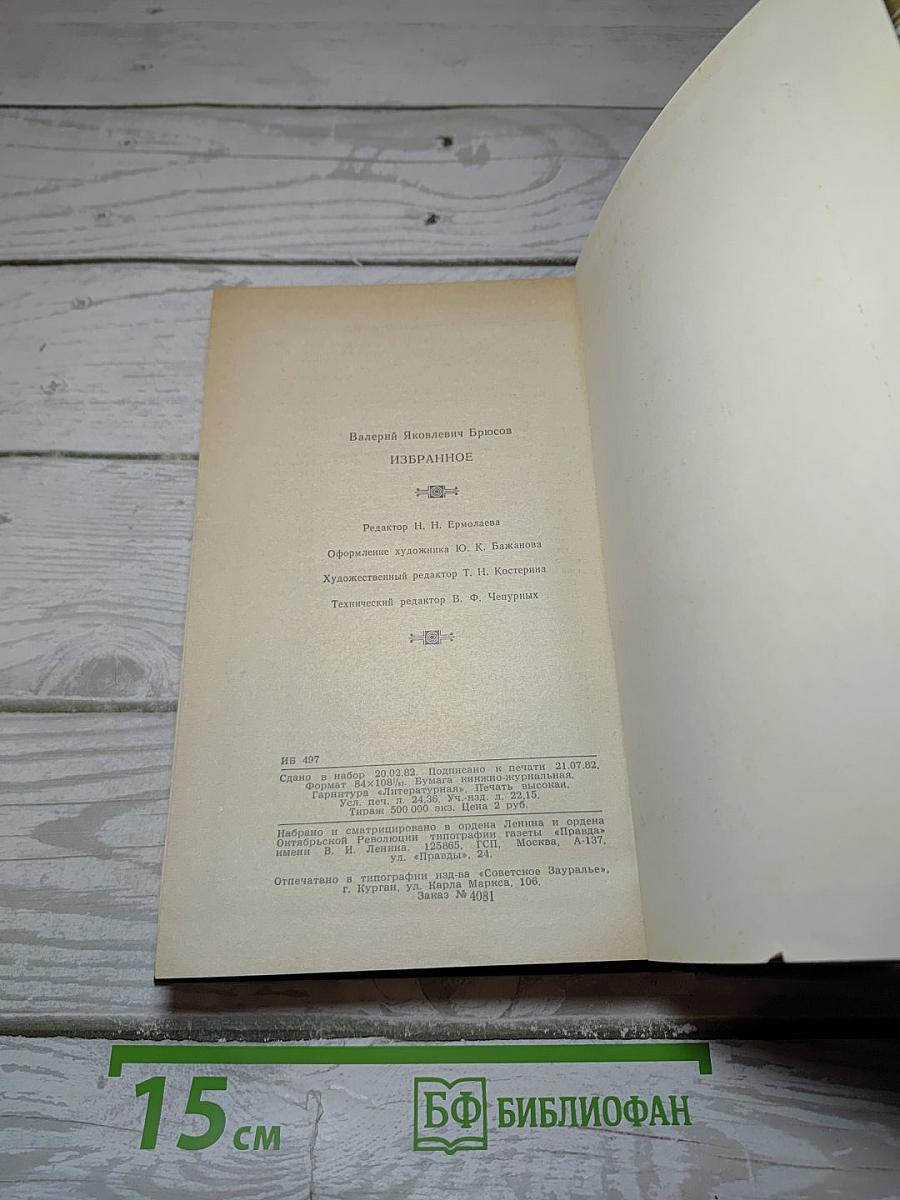 Валерий Яковлевич Брюсов
ИЗБРАННОЕ
Редактор Н. Н. Ермолаева
Оформление художника Ю. К. Бажанова
Художественный редактор Т. Н. Костерина
Технический редактор В. Ф. Чепурных
ИБ 497
Сдано в набор 20.02.82. Подписано к печати 21.07.82.
Формат 84×108¹/₃₂. Бумага книжно-журнальная.
Гарнитура «Литературная». Печать высокая.
Усл. печ. л. 24,36. Уч.-изд. л. 22,15.
Тираж 500 000 экз. Цена 2 руб.
Набрано и сматрицировано в ордена Ленина и ордена
Октябрьской Революции типографии газеты «Правда»
имени В. И. Ленина. 125865, ГСП, Москва, А-137,
ул. «Правды», 24.
Отпечатано в типографии изд-ва «Советское Зауралье»,
г. Курган, ул. Карла Маркса, 106.
Заказ № 4081
15 см
БФ БИБЛИОФАН